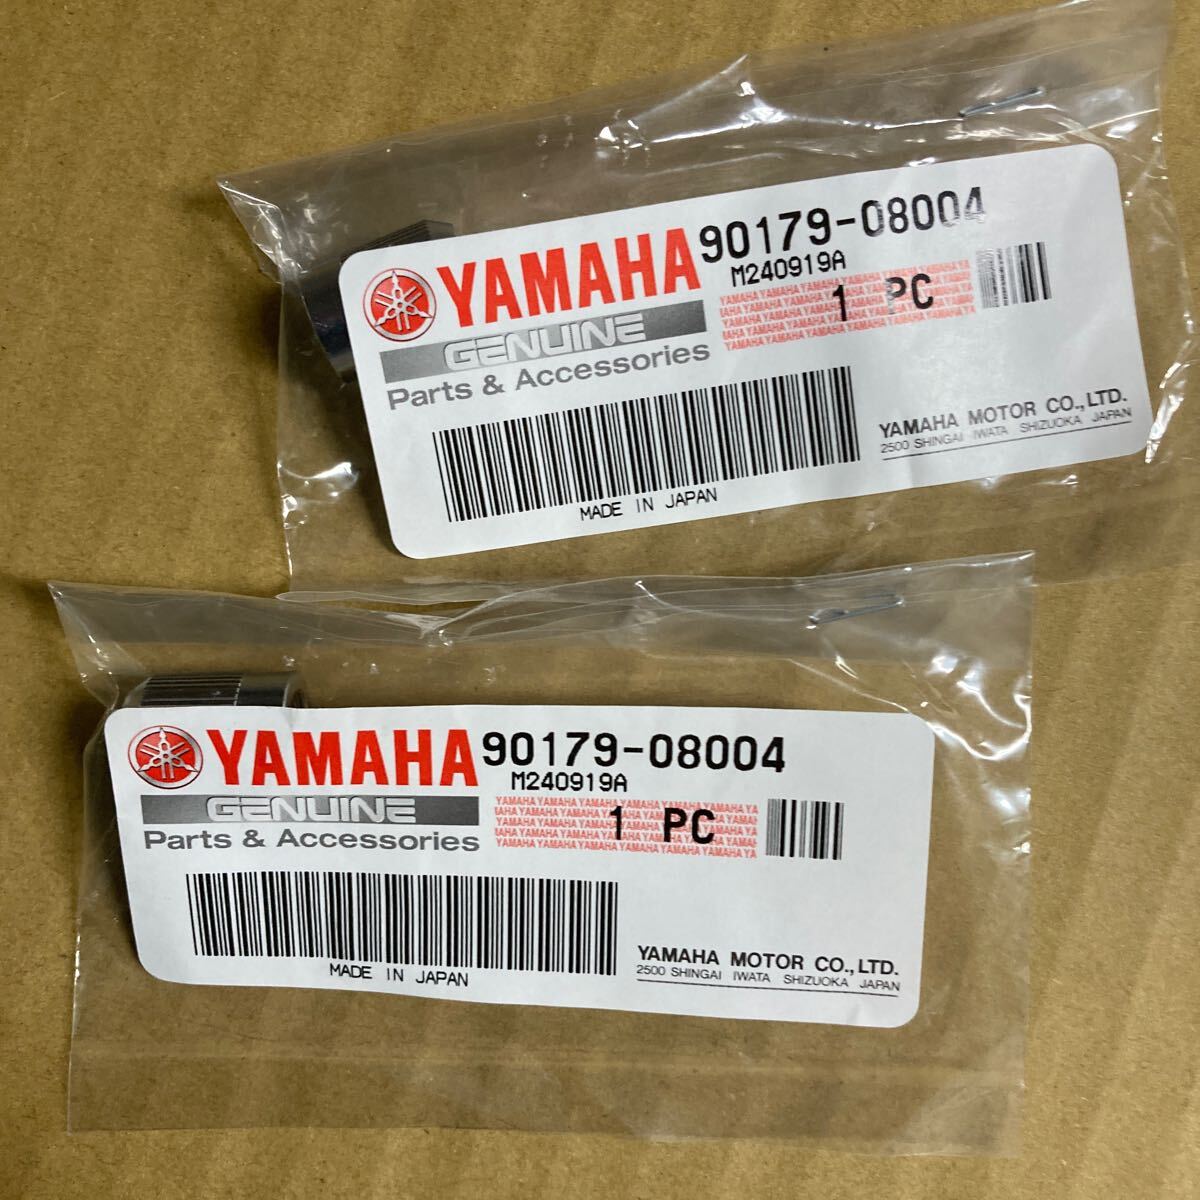 YAMAHA 90179-08004
M240919A
GENUINE
1 PC
Parts & Accessories
YAMAHA MOTOR CO.,LTD.
2500 SHINGAI IWATA SHIZUOKA JAPAN
MADE IN JAPAN
YAMAHA 90179-08004
M240919A
GENUINE
1 PC
Parts & Accessories
YAMAHA MOTOR CO.,LTD.
2500 SHINGAI IWATA SHIZUOKA JAPAN
MADE IN JAPAN